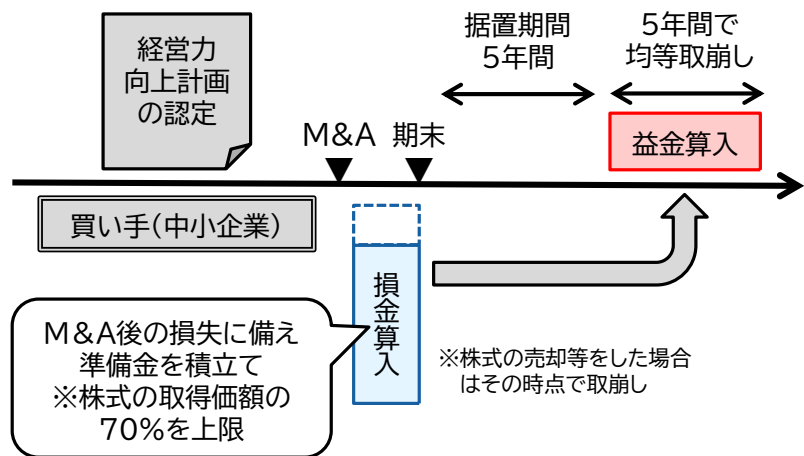 経営力
向上計画
の認定
据置期間
5年間
5年間で
均等取崩し
M&A
期末
益金算入
買い手(中小企業)
損金算入
M&A後の損失に備え
準備金を積立て
※株式の取得価額の
70%を上限
※株式の売却等をした場合
はその時点で取崩し